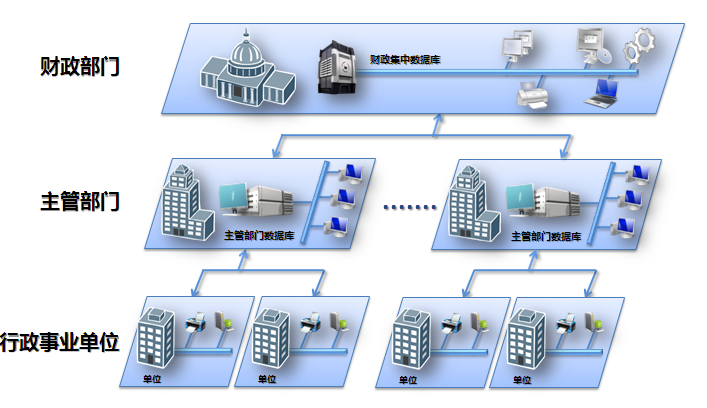 财政部门
财政集中数据库
主管部门
主管部门数据库
主管部门数据库
行政事业单位
单位
单位
单位
单位